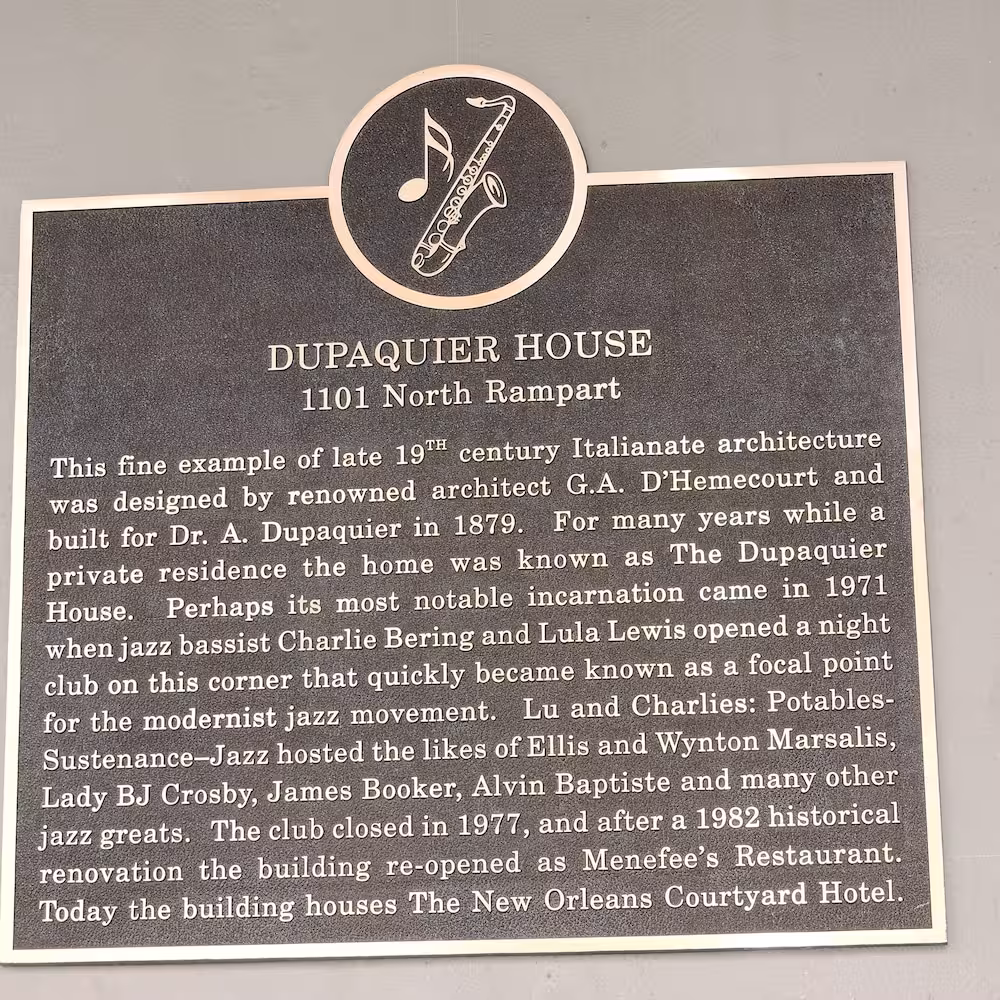 DUPAQUIER HOUSE
1101 North Rampart
This fine example of late 19TH century Italianate architecture
was designed by renowned architect G.A. D'Hemecourt and
built for Dr. A. Dupaquier in 1879. For many years while a
private residence the home was known as The Dupaquier
House. Perhaps its most notable incarnation came in 1971
when jazz bassist Charlie Bering and Lula Lewis opened a night
club on this corner that quickly became known as a focal point
for the modernist jazz movement. Lu and Charlies: Potables-
Sustenance–Jazz hosted the likes of Ellis and Wynton Marsalis,
Lady BJ Crosby, James Booker, Alvin Baptiste and many other
jazz greats. The club closed in 1977, and after a 1982 historical
renovation the building re-opened as Menefee's Restaurant.
Today the building houses The New Orleans Courtyard Hotel.